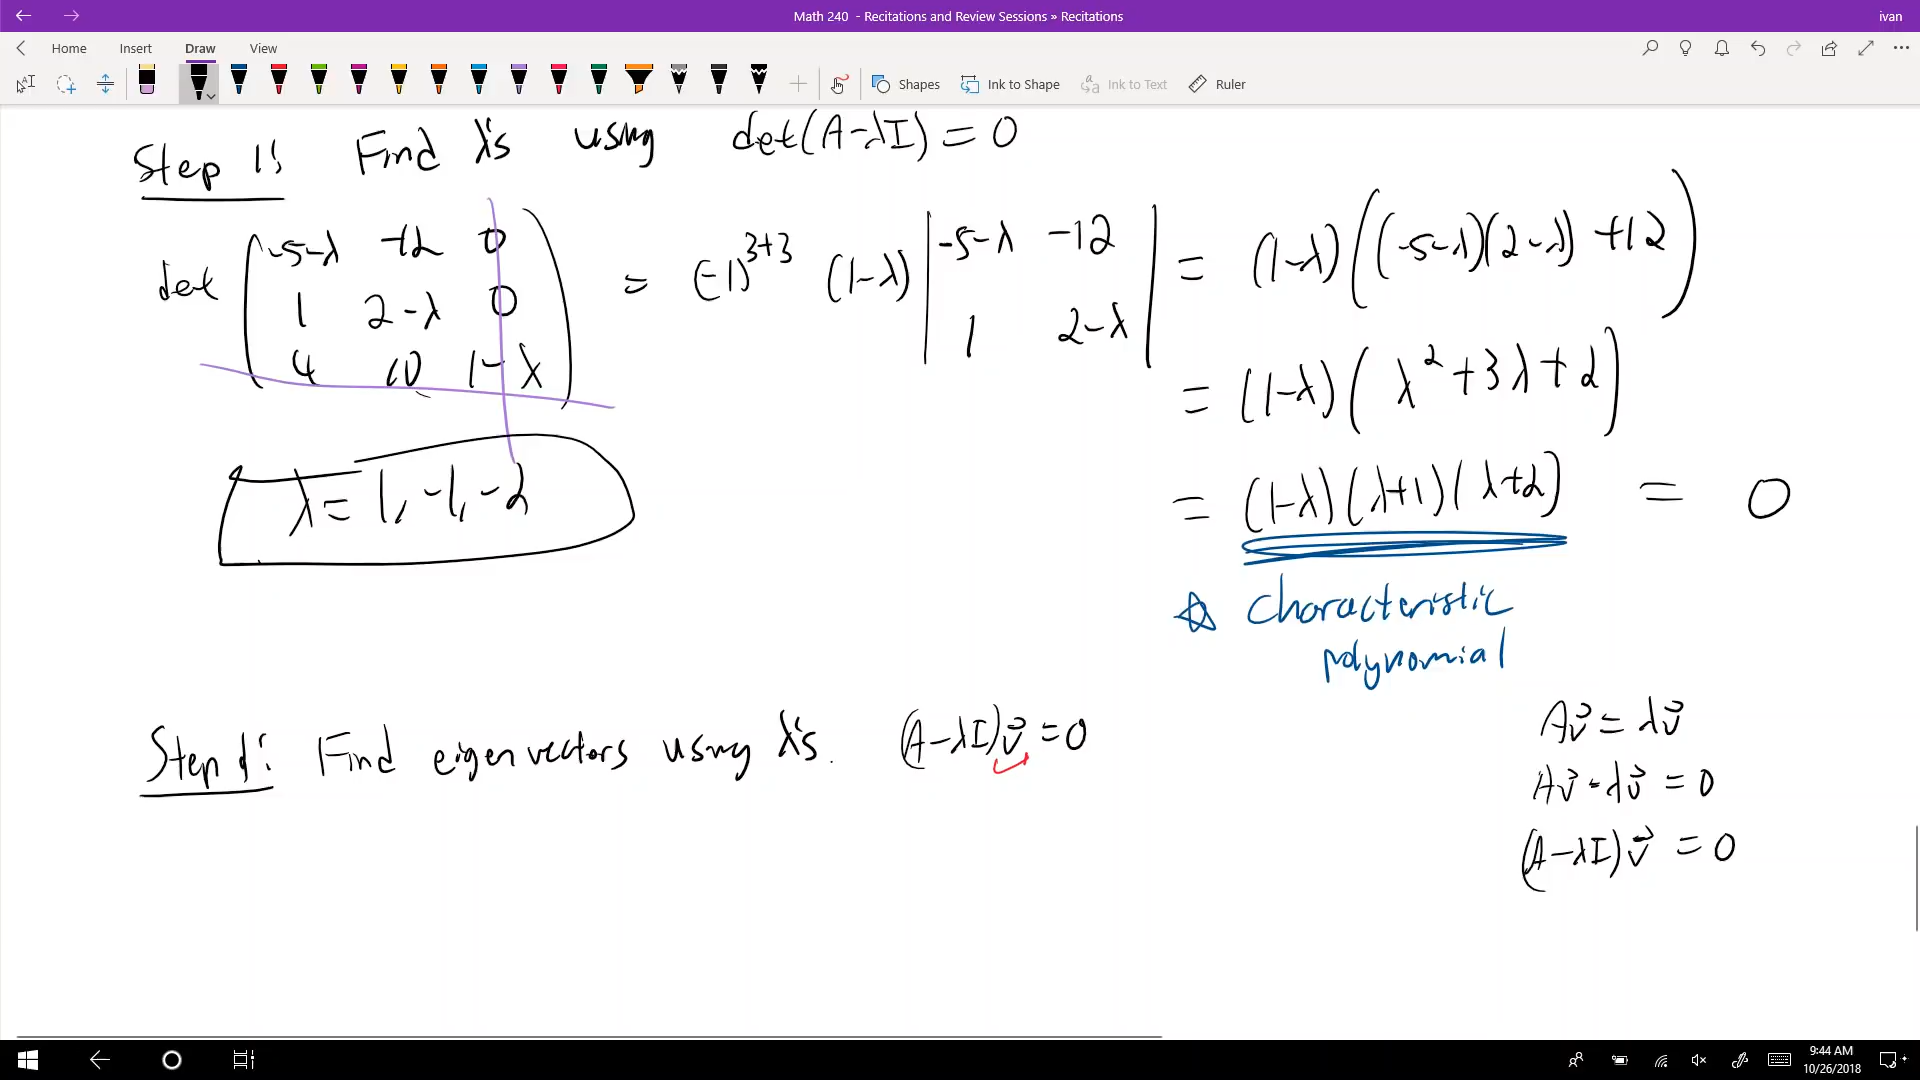 Math 240 - Recitations and Review Sessions » Recitations
ivan
Home Insert Draw View
Shapes Ink to Shape Ink to Text Ruler
Step 1: Find λ's using det(A-λI) = 0
det ( -5-λ -12 0
1 2-λ 0
4 10 1-λ ) = (-1)^{3+3} (1-λ) | -5-λ -12
1 2-λ | = (1-λ)((-5-λ)(2-λ) +12)
= (1-λ)(λ² +3λ+2)
λ = 1, -1, -2
= (1-λ)(λ+1)(λ+2) = 0
☆ Characteristic
polynomial
Step 2: Find eigenvectors using λ's. (A-λI)v⃗ = 0
Av⃗ = λv⃗
Av⃗ - λv⃗ = 0
(A-λI)v⃗ = 0
9:44 AM
10/26/2018